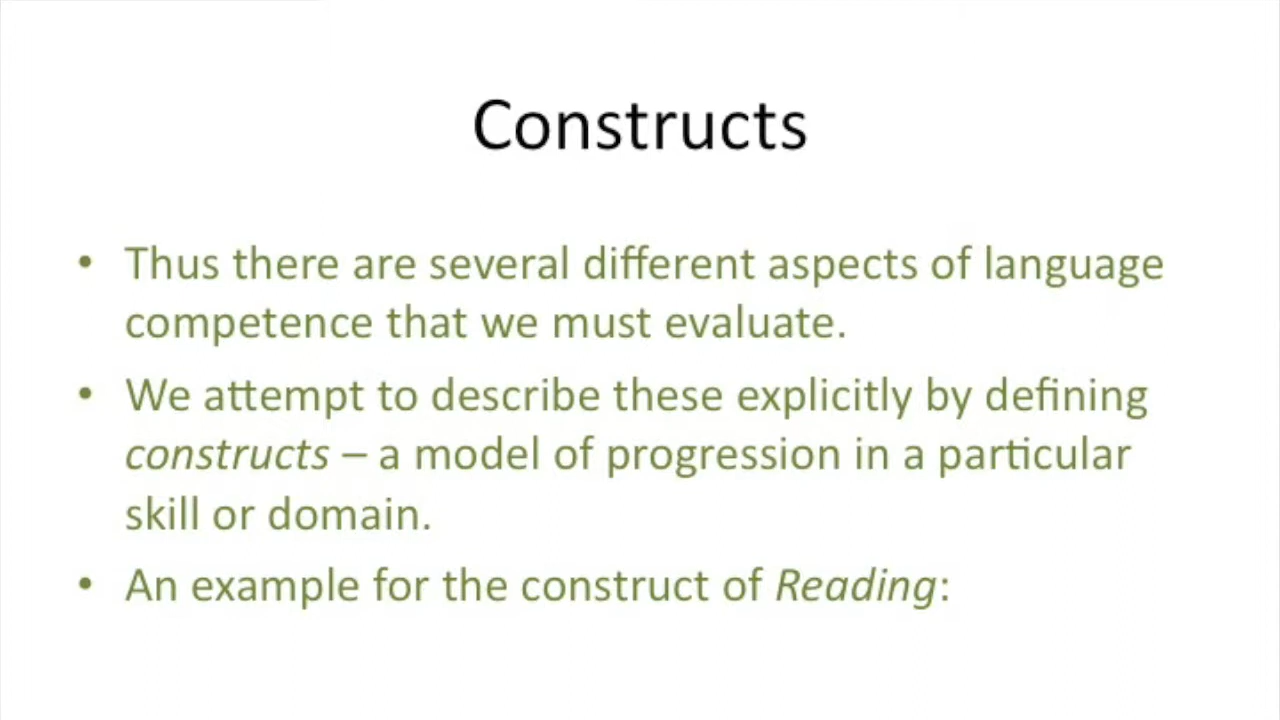 Constructs
• Thus there are several different aspects of language
competence that we must evaluate.
• We attempt to describe these explicitly by defining
constructs – a model of progression in a particular
skill or domain.
• An example for the construct of Reading: